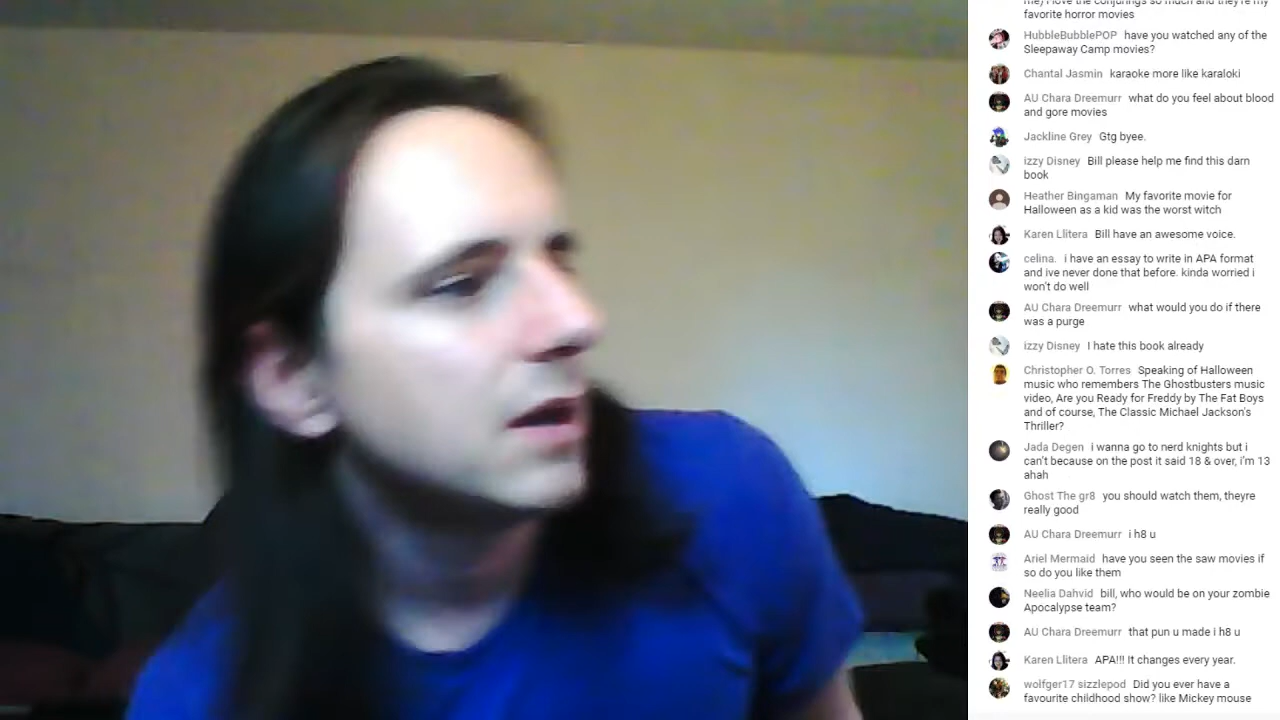 me) i love the conjurings so much and they're my
favorite horror movies
HubbleBubblePOP have you watched any of the
Sleepaway Camp movies?
Chantal Jasmin karaoke more like karaloki
AU Chara Dreemurr what do you feel about blood
and gore movies
Jackline Grey Gtg byee.
izzy Disney Bill please help me find this darn
book
Heather Bingaman My favorite movie for
Halloween as a kid was the worst witch
Karen Llitera Bill have an awesome voice.
celina. i have an essay to write in APA format
and ive never done that before. kinda worried i
won't do well
AU Chara Dreemurr what would you do if there
was a purge
izzy Disney I hate this book already
Christopher O. Torres Speaking of Halloween
music who remembers The Ghostbusters music
video, Are you Ready for Freddy by The Fat Boys
and of course, The Classic Michael Jackson's
Thriller?
Jada Degen i wanna go to nerd knights but i
can't because on the post it said 18 & over, i'm 13
ahah
Ghost The gr8 you should watch them, theyre
really good
AU Chara Dreemurr i h8 u
Ariel Mermaid have you seen the saw movies if
so do you like them
Neelia Dahvid bill, who would be on your zombie
Apocalypse team?
AU Chara Dreemurr that pun u made i h8 u
Karen Llitera APA!!! It changes every year.
wolfger17 sizzlepod Did you ever have a
favourite childhood show? like Mickey mouse